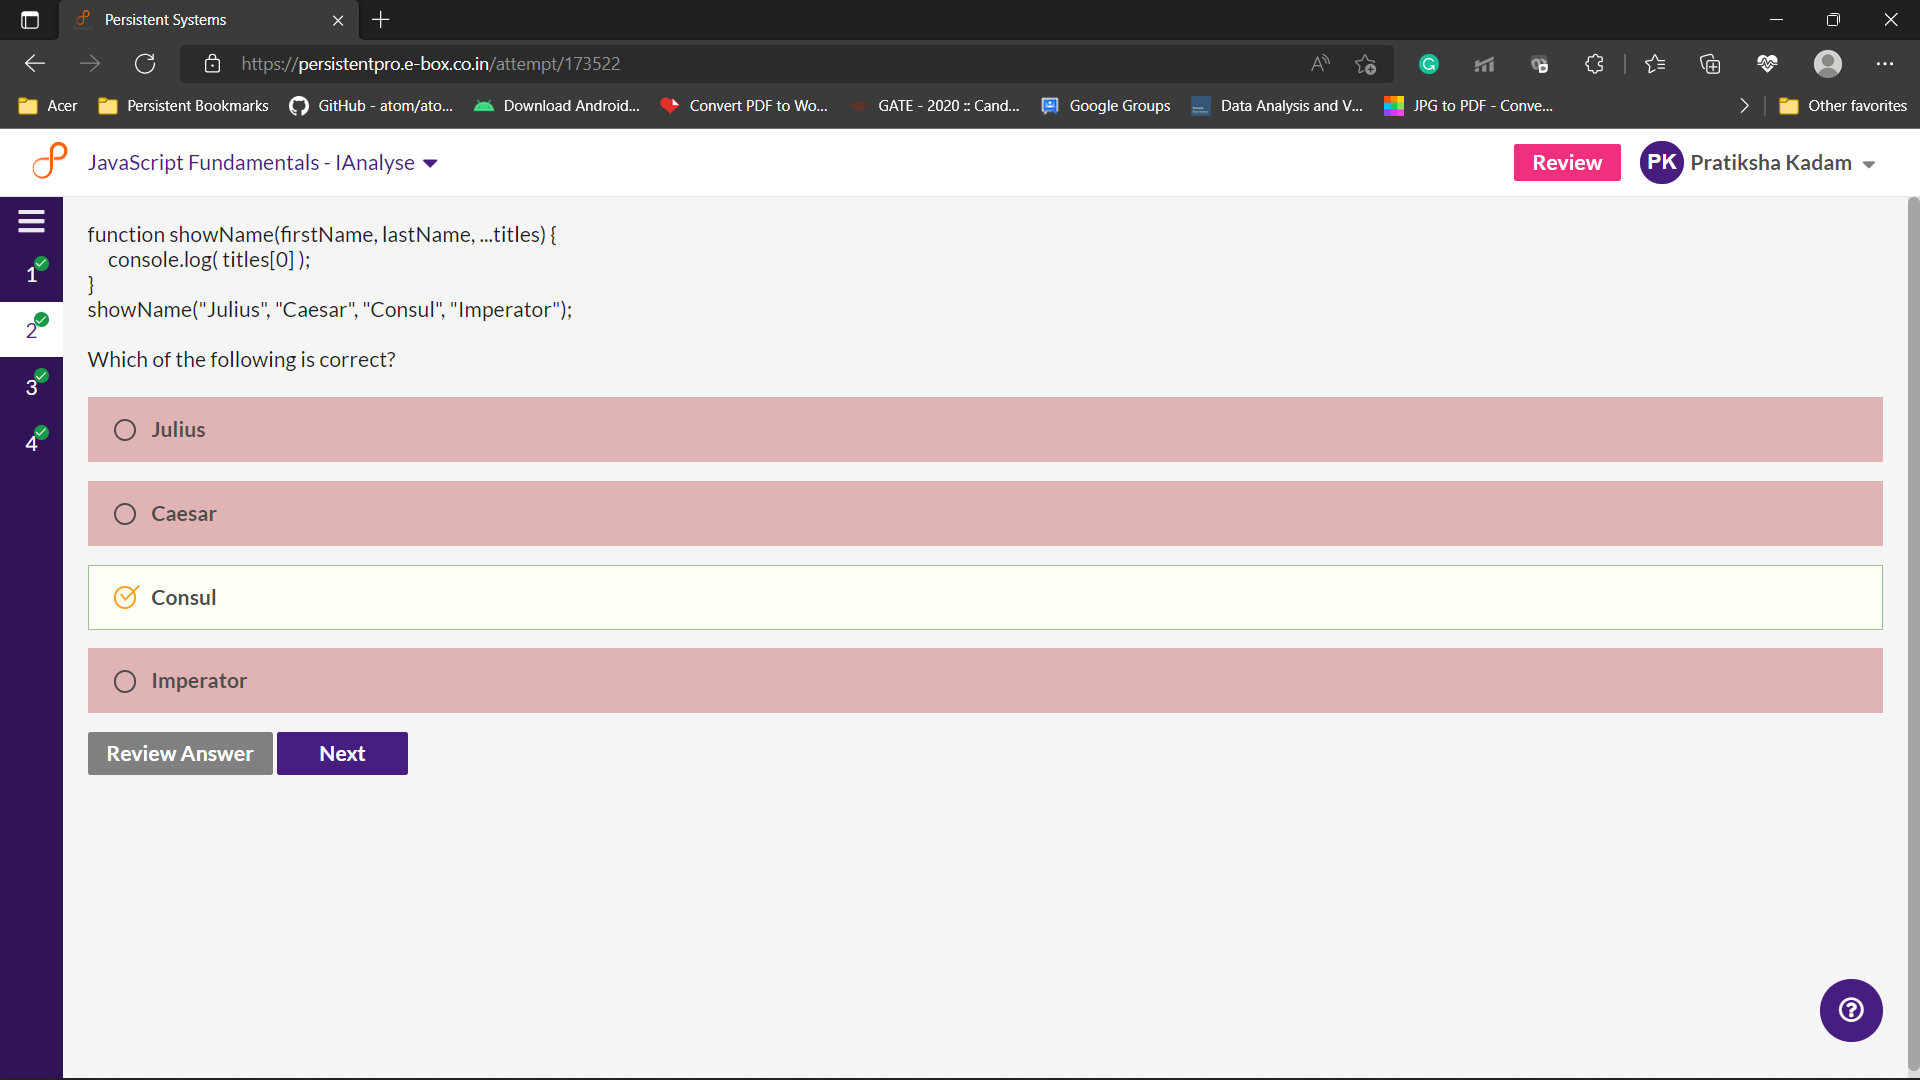 Persistent Systems
https://persistentpro.e-box.co.in/attempt/173522
Acer
Persistent Bookmarks
GitHub - atom/ato...
Download Android...
Convert PDF to Wo...
GATE - 2020 :: Cand...
Google Groups
Data Analysis and V...
JPG to PDF - Conve...
Other favorites
JavaScript Fundamentals - IAnalyse
Review
PK
Pratiksha Kadam
1
2
3
4
function showName(firstName, lastName, ...titles) {
console.log( titles[0] );
}
showName("Julius", "Caesar", "Consul", "Imperator");
Which of the following is correct?
Julius
Caesar
Consul
Imperator
Review Answer
Next